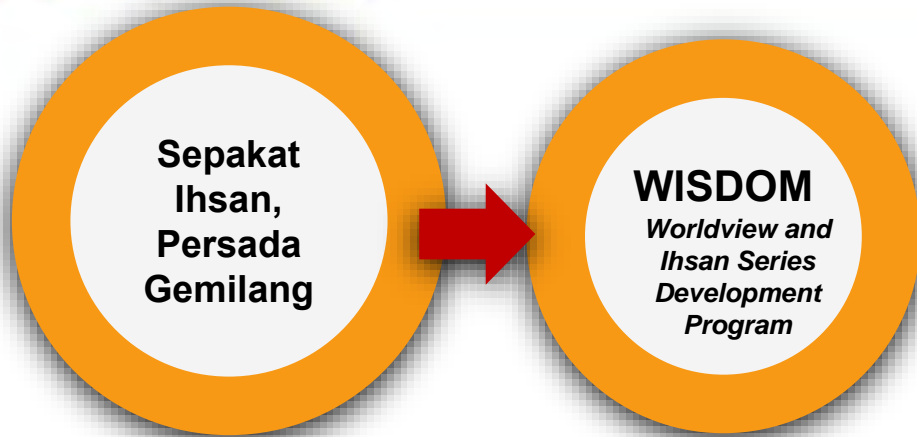 Sepakat
Ihsan,
Persada
Gemilang
WISDOM
Worldview and
Ihsan Series
Development
Program